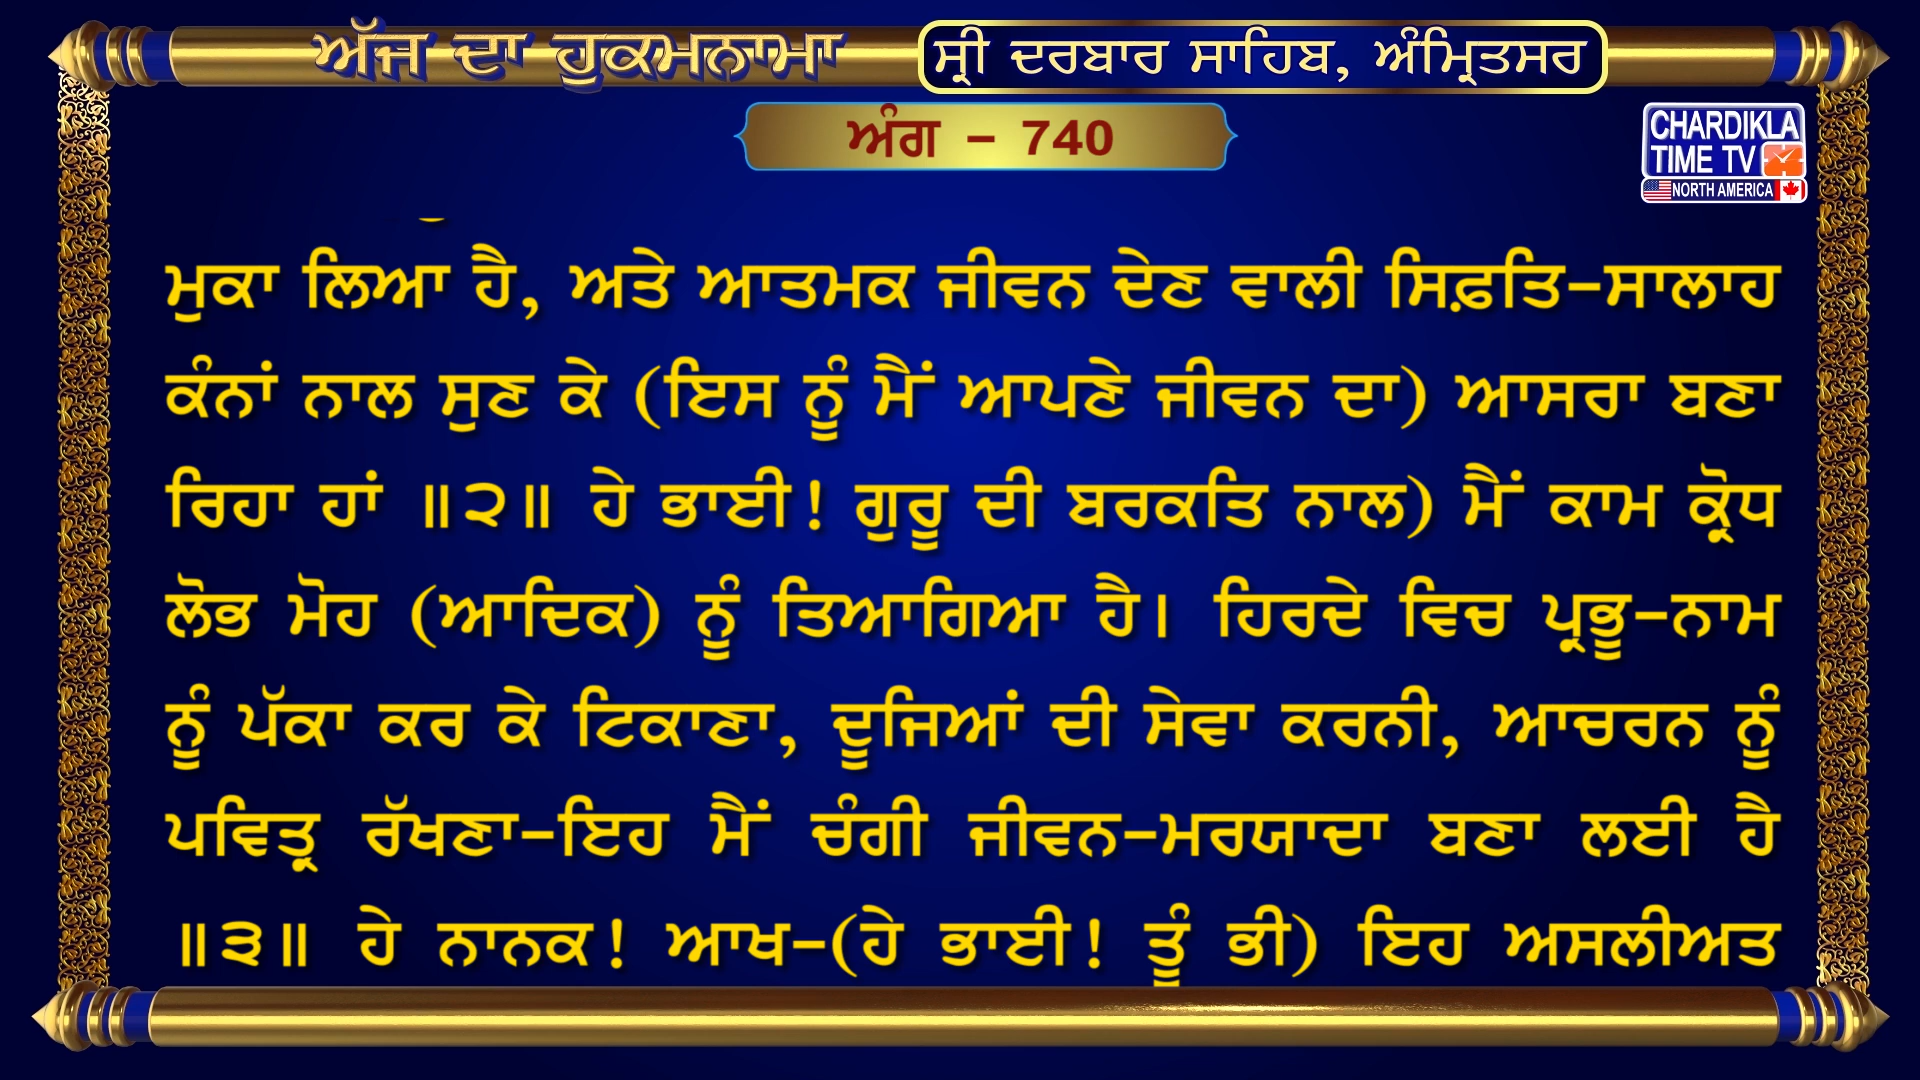 ਅੱਜ ਦਾ ਹੁਕਮਨਾਮਾ
ਸ੍ਰੀ ਦਰਬਾਰ ਸਾਹਿਬ, ਅੰਮ੍ਰਿਤਸਰ
ਅੰਗ - 740
CHARDIKLA
TIME TV
NORTH AMERICA
ਮੁਕਾ ਲਿਆ ਹੈ, ਅਤੇ ਆਤਮਕ ਜੀਵਨ ਦੇਣ ਵਾਲੀ ਸਿਫ਼ਤਿ-ਸਾਲਾਹ
ਕੰਨਾਂ ਨਾਲ ਸੁਣ ਕੇ (ਇਸ ਨੂੰ ਮੈਂ ਆਪਣੇ ਜੀਵਨ ਦਾ) ਆਸਰਾ ਬਣਾ
ਰਿਹਾ ਹਾਂ ॥੨॥ ਹੇ ਭਾਈ! ਗੁਰੂ ਦੀ ਬਰਕਤਿ ਨਾਲ) ਮੈਂ ਕਾਮ ਕ੍ਰੋਧ
ਲੋਭ ਮੋਹ (ਆਦਿਕ) ਨੂੰ ਤਿਆਗਿਆ ਹੈ। ਹਿਰਦੇ ਵਿਚ ਪ੍ਰਭੂ-ਨਾਮ
ਨੂੰ ਪੱਕਾ ਕਰ ਕੇ ਟਿਕਾਣਾ, ਦੂਜਿਆਂ ਦੀ ਸੇਵਾ ਕਰਨੀ, ਆਚਰਨ ਨੂੰ
ਪਵਿਤ੍ਰ ਰੱਖਣਾ-ਇਹ ਮੈਂ ਚੰਗੀ ਜੀਵਨ-ਮਰਯਾਦਾ ਬਣਾ ਲਈ ਹੈ
॥੩॥ ਹੇ ਨਾਨਕ! ਆਖ-(ਹੇ ਭਾਈ! ਤੂੰ ਭੀ) ਇਹ ਅਸਲੀਅਤ